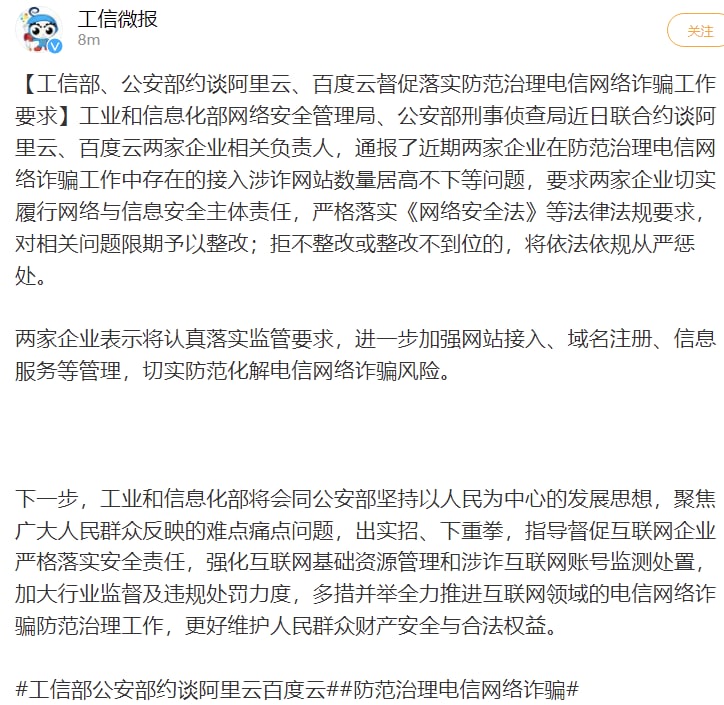 工信微报
8m
关注
【工信部、公安部约谈阿里云、百度云督促落实防范治理电信网络诈骗工作
要求】工业和信息化部网络安全管理局、公安部刑事侦查局近日联合约谈阿
里云、百度云两家企业相关负责人，通报了近期两家企业在防范治理电信网
络诈骗工作中存在的接入涉诈网站数量居高不下等问题，要求两家企业切实
履行网络与信息安全主体责任，严格落实《网络安全法》等法律法规要求，
对相关问题限期予以整改；拒不整改或整改不到位的，将依法依规从严惩
处。
两家企业表示将认真落实监管要求，进一步加强网站接入、域名注册、信息
服务等管理，切实防范化解电信网络诈骗风险。
下一步，工业和信息化部将会同公安部坚持以人民为中心的发展思想，聚焦
广大人民群众反映的难点痛点问题，出实招、下重拳，指导督促互联网企业
严格落实安全责任，强化互联网基础资源管理和涉诈互联网账号监测处置，
加大行业监督及违规处罚力度，多措并举全力推进互联网领域的电信网络诈
骗防范治理工作，更好维护人民群众财产安全与合法权益。
#工信部公安部约谈阿里云百度云##防范治理电信网络诈骗#